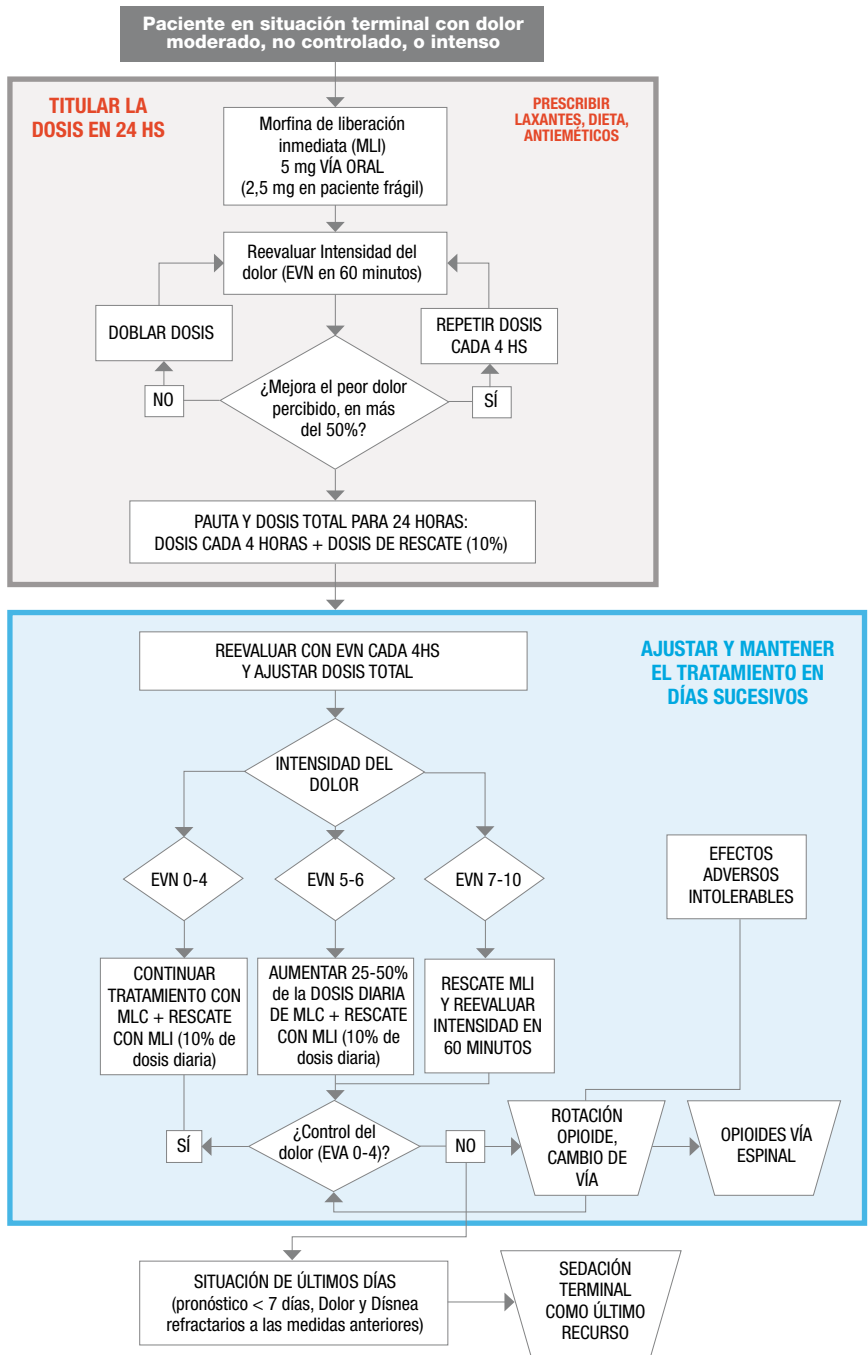 Paciente en situación terminal con dolor
moderado, no controlado, o intenso
TITULAR LA
DOSIS EN 24 HS
PRESCRIBIR
LAXANTES, DIETA,
ANTIEMÉTICOS
Morfina de liberación
inmediata (MLI)
5 mg VÍA ORAL
(2,5 mg en paciente frágil)
Reevaluar Intensidad del
dolor (EVN en 60 minutos)
DOBLAR DOSIS
REPETIR DOSIS
CADA 4 HS
NO
¿Mejora el peor dolor
percibido, en más
del 50%?
SÍ
PAUTA Y DOSIS TOTAL PARA 24 HORAS:
DOSIS CADA 4 HORAS + DOSIS DE RESCATE (10%)
REEVALUAR CON EVN CADA 4HS
Y AJUSTAR DOSIS TOTAL
AJUSTAR Y MANTENER
EL TRATAMIENTO EN
DÍAS SUCESIVOS
INTENSIDAD DEL
DOLOR
EVN 0-4
EVN 5-6
EVN 7-10
EFECTOS
ADVERSOS
INTOLERABLES
CONTINUAR
TRATAMIENTO CON
MLC + RESCATE
CON MLI (10% de
dosis diaria)
AUMENTAR 25-50%
de la DOSIS DIARIA
DE MLC + RESCATE
CON MLI (10% de
dosis diaria)
RESCATE MLI
Y REEVALUAR
INTENSIDAD EN
60 MINUTOS
SÍ
¿Control del
dolor (EVA 0-4)?
NO
ROTACIÓN
OPIOIDE,
CAMBIO DE
VÍA
OPIOIDES VÍA
ESPINAL
SITUACIÓN DE ÚLTIMOS DÍAS
(pronóstico < 7 días, Dolor y Dísnea
refractarios a las medidas anteriores)
SEDACIÓN
TERMINAL
COMO ÚLTIMO
RECURSO